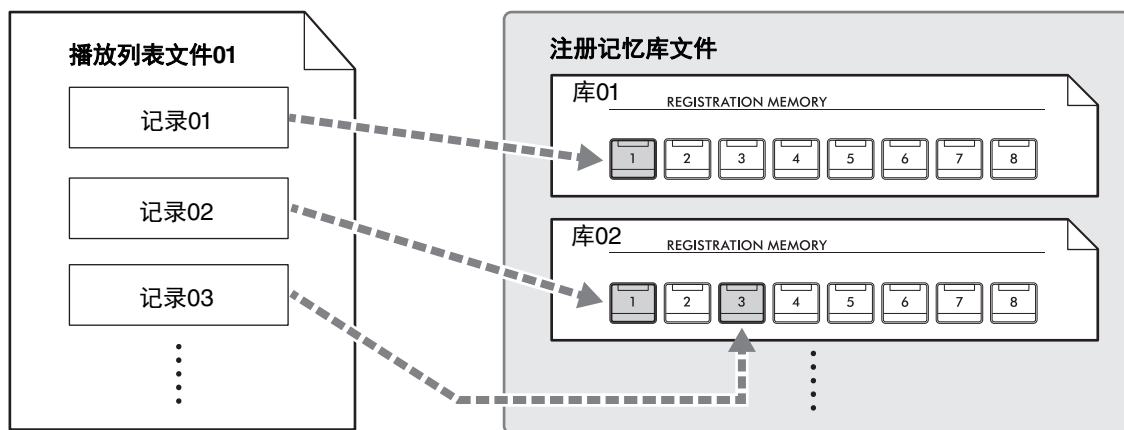 播放列表文件01
记录01
记录02
记录03
注册记忆库文件
库01
REGISTRATION MEMORY
1 2 3 4 5 6 7 8
库02
REGISTRATION MEMORY
1 2 3 4 5 6 7 8